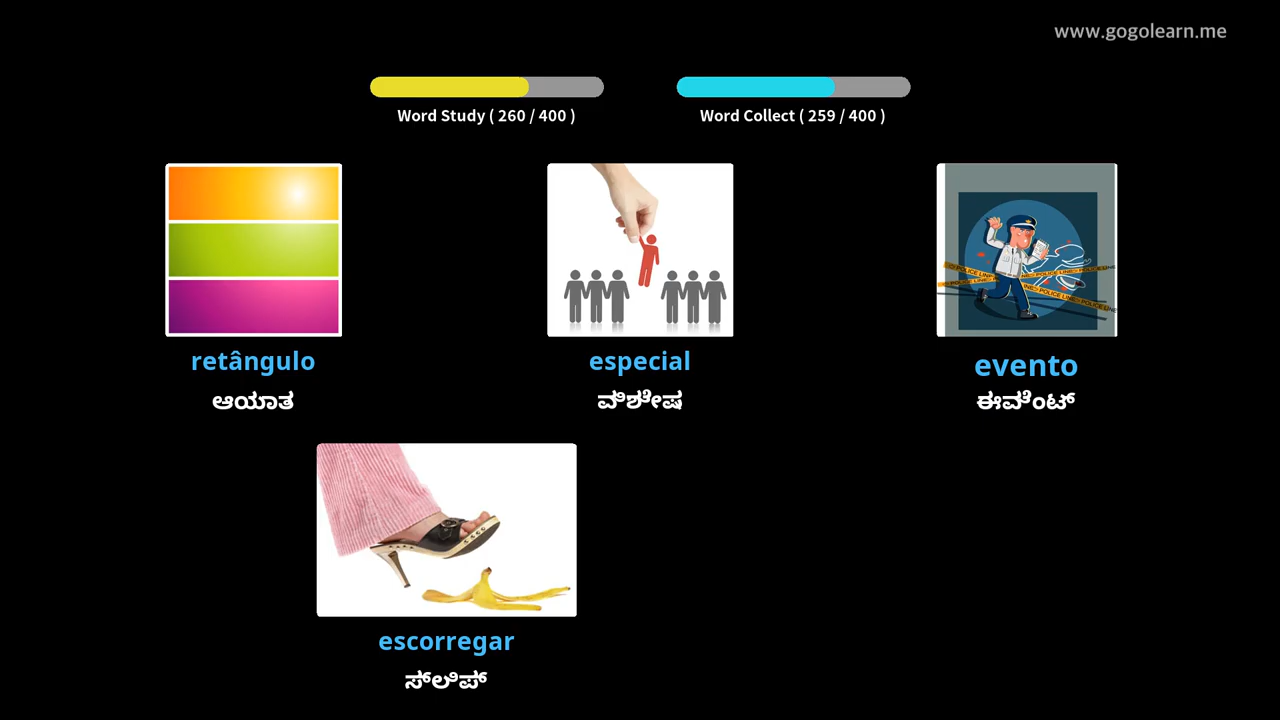 www.gogolearn.me
Word Study ( 260 / 400 )
Word Collect ( 259 / 400 )
retângulo
ಆಯಾತ
especial
ವಿಶೇಷ
evento
ಈವೆಂಟ್
escorregar
ಸ್ಲಿಪ್